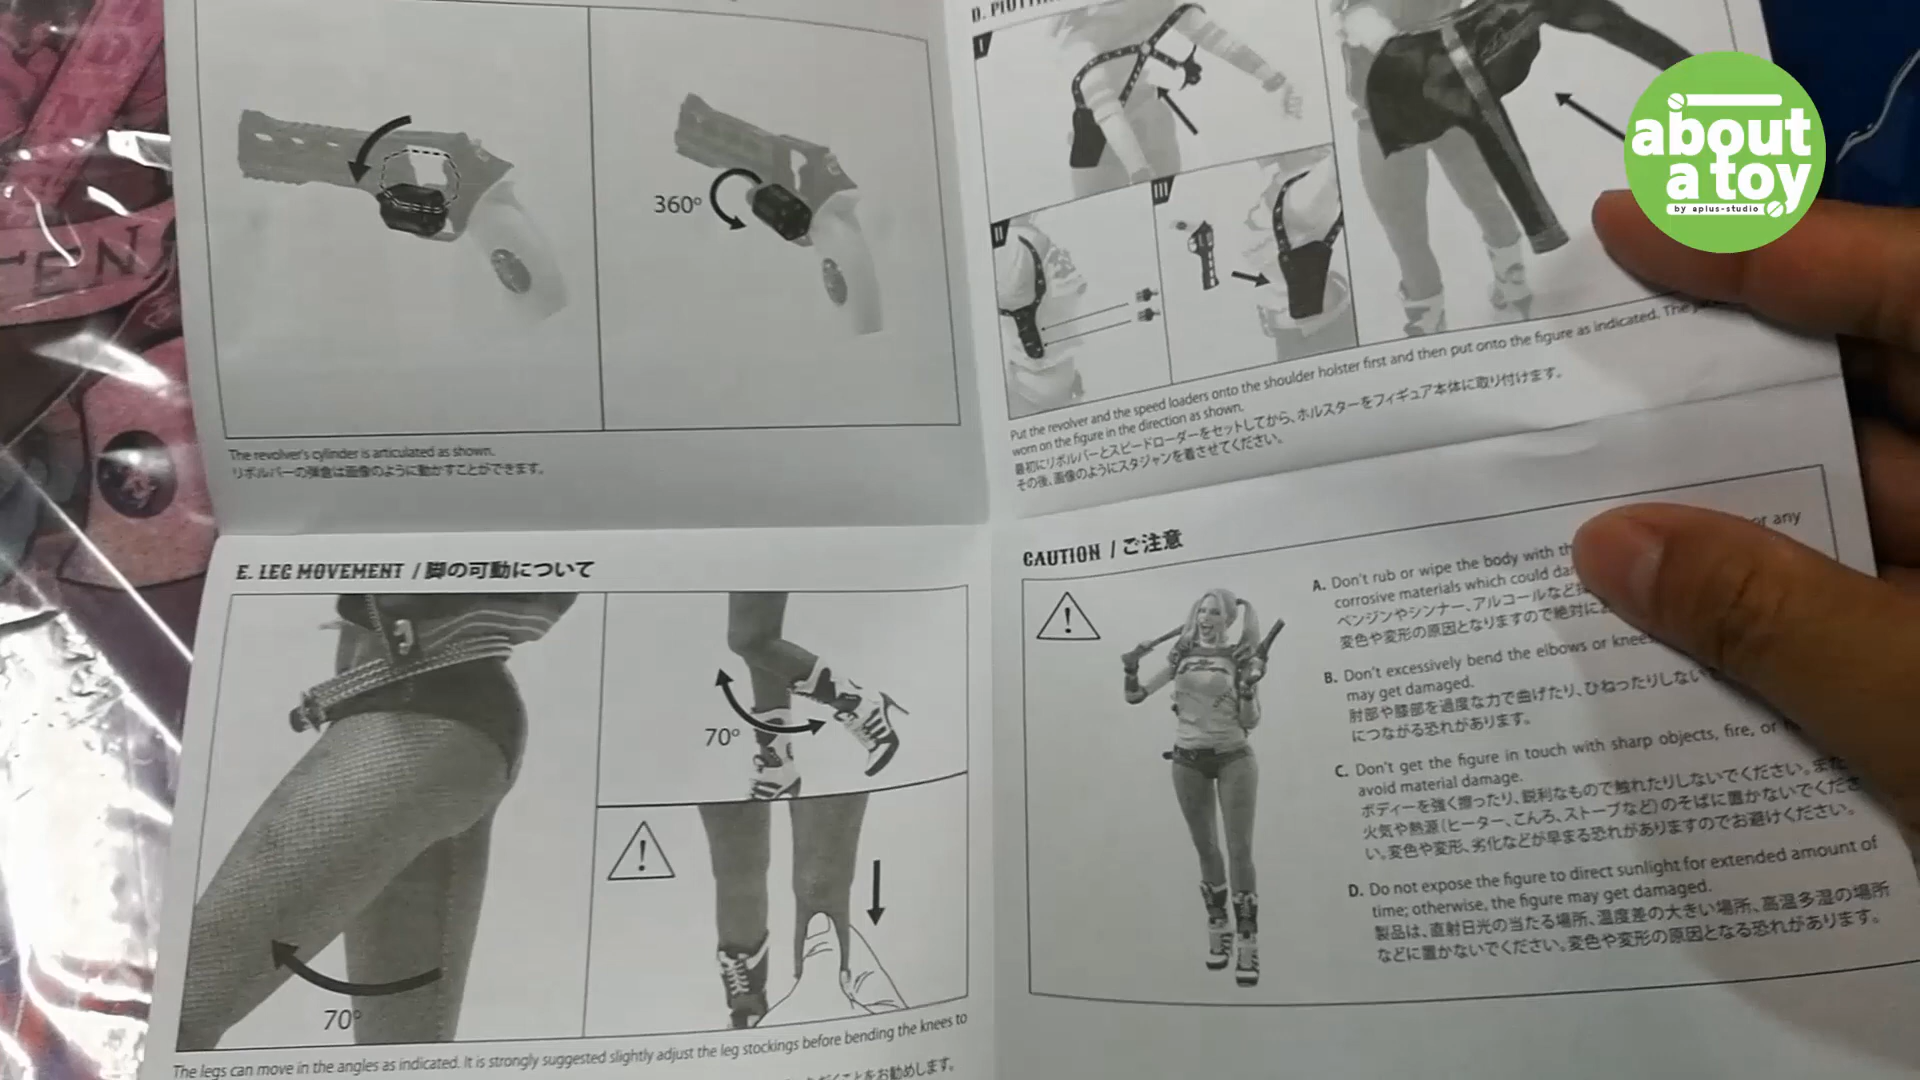 360°
The revolver's cylinder is articulated as shown.
リボルバーの弾倉は画像のように動かすことができます。
D.
I
II
III
Put the revolver and the speed loaders onto the shoulder holster first and then put onto the figure as indicated. The
worn on the figure in the direction as shown.
最初にリボルバーとスピードローダーをセットしてから、ホルスターをフィギュア本体に取り付けます。
その後、画像のようにスタジャンを着させてください。
E. LEG MOVEMENT / 脚の可動について
70°
70°
The legs can move in the angles as indicated. It is strongly suggested slightly adjust the leg stockings before bending the knees to
お勧めします。
CAUTION / ご注意
A. Don't rub or wipe the body with
any
corrosive materials which could
ベンジンやシンナー、アルコールなど
変色や変形の原因となりますので絶対に
B. Don't excessively bend the elbows or knees
may get damaged.
肘部や膝部を過度な力で曲げたり、ひねったりしない
につながる恐れがあります。
C. Don't get the figure in touch with sharp objects, fire, or
avoid material damage.
ボディーを強く擦ったり、鋭利なもので触れたりしないでください。また
火気や熱源(ヒーター、こんろ、ストーブなど)のそばに置かないでくださ
い。変色や変形、劣化などが早まる恐れがありますのでお避けください。
D. Do not expose the figure to direct sunlight for extended amount of
time; otherwise, the figure may get damaged.
製品は、直射日光の当たる場所、温度差の大きい場所、高温多湿の場所
などに置かないでください。変色や変形の原因となる恐れがあります。
about
a toy
by aplus-studio